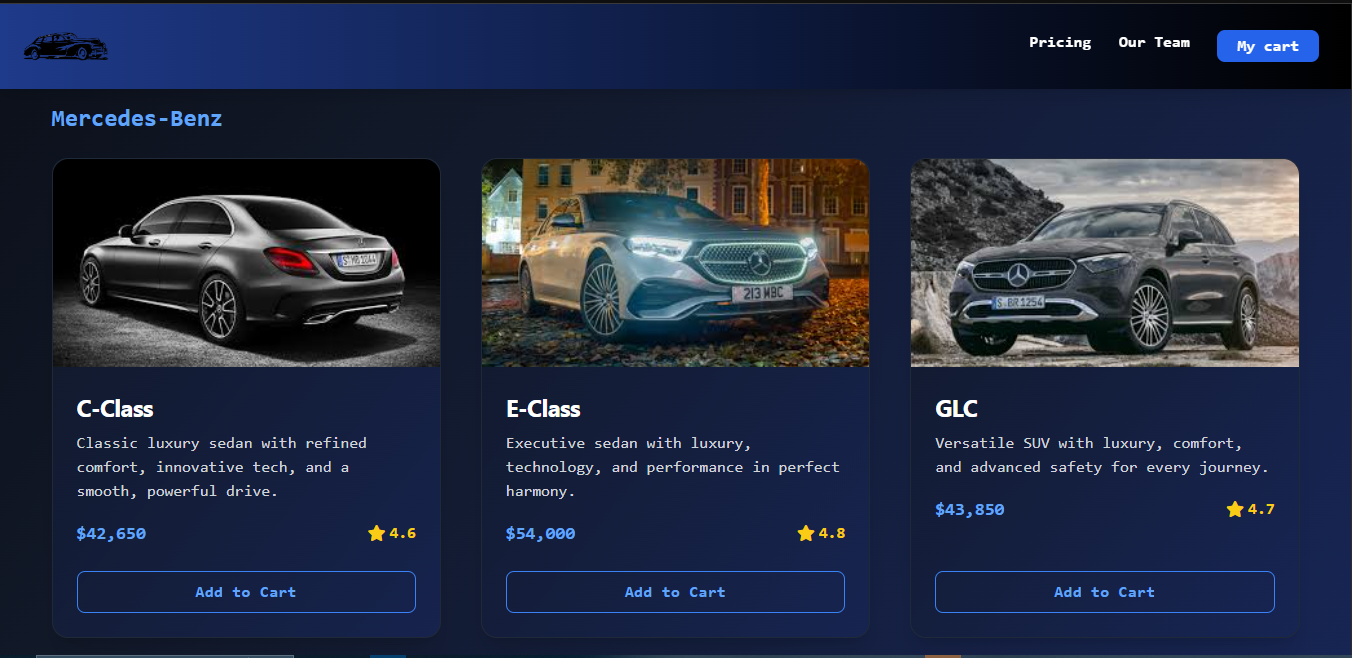 Pricing
Our Team
My cart
Mercedes-Benz
S·MB 1044
213 MBC
S·BR 1254
C-Class
Classic luxury sedan with refined
comfort, innovative tech, and a
smooth, powerful drive.
$42,650
4.6
Add to Cart
E-Class
Executive sedan with luxury,
technology, and performance in perfect
harmony.
$54,000
4.8
Add to Cart
GLC
Versatile SUV with luxury, comfort,
and advanced safety for every journey.
$43,850
4.7
Add to Cart